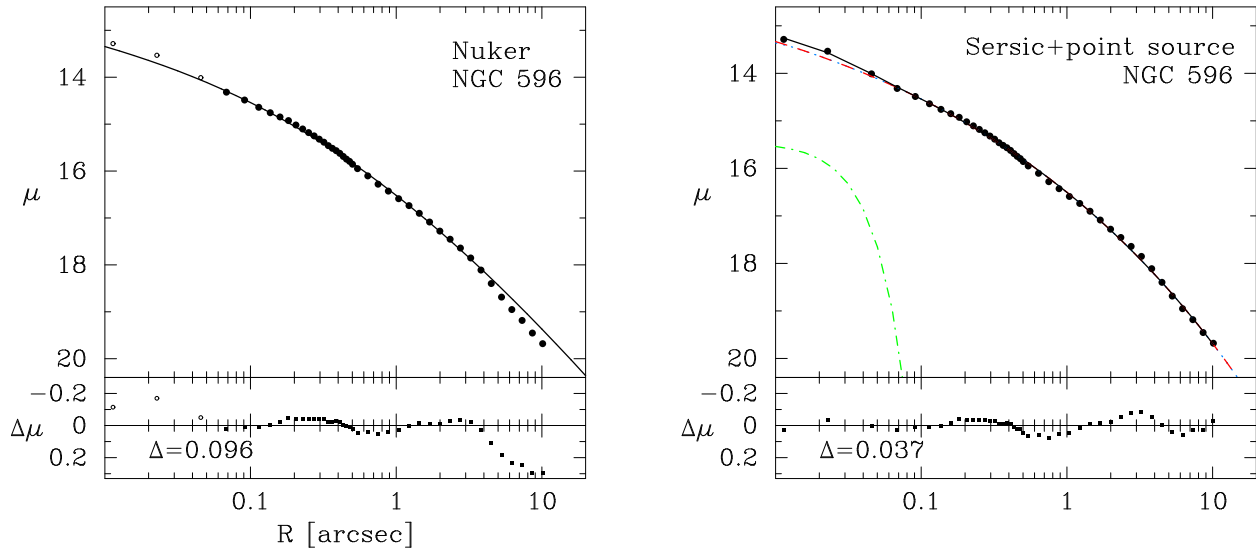 Nuker
NGC 596
14
16
18
20
μ
-0.2
0
0.2
Δμ
Δ=0.096
0.1
1
10
R [arcsec]
Sersic+point source
NGC 596
14
16
18
20
μ
-0.2
0
0.2
Δμ
Δ=0.037
0.1
1
10